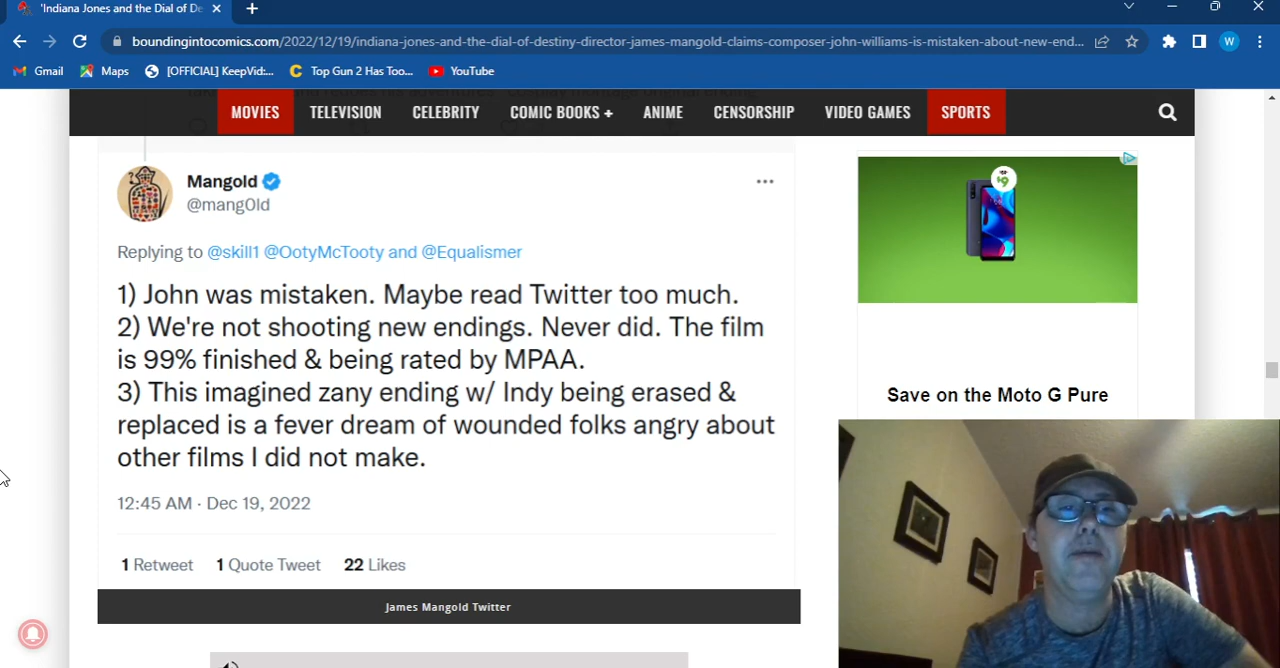 'Indiana Jones and the Dial of De
boundingintocomics.com/2022/12/19/indiana-jones-and-the-dial-of-destiny-director-james-mangold-claims-composer-john-williams-is-mistaken-about-new-end...
W
Gmail
Maps
[OFFICIAL] KeepVid:...
Top Gun 2 Has Too...
YouTube
MOVIES
TELEVISION
CELEBRITY
COMIC BOOKS +
ANIME
CENSORSHIP
VIDEO GAMES
SPORTS
Mangold
@mang0ld
Replying to @skill1 @OotyMcTooty and @Equalismer
1) John was mistaken. Maybe read Twitter too much.
2) We're not shooting new endings. Never did. The film
is 99% finished & being rated by MPAA.
3) This imagined zany ending w/ Indy being erased &
replaced is a fever dream of wounded folks angry about
other films I did not make.
12:45 AM · Dec 19, 2022
1 Retweet
1 Quote Tweet
22 Likes
James Mangold Twitter
Save on the Moto G Pure